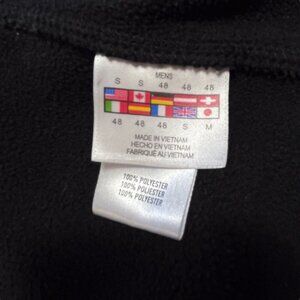 MENS
S S 48 48 48
48 48 48 S M
MADE IN VIETNAM
HECHO EN VIETNAM
FABRIQUÉ AU VIETNAM
100% POLYESTER
100% POLIESTER
100% POLYESTER